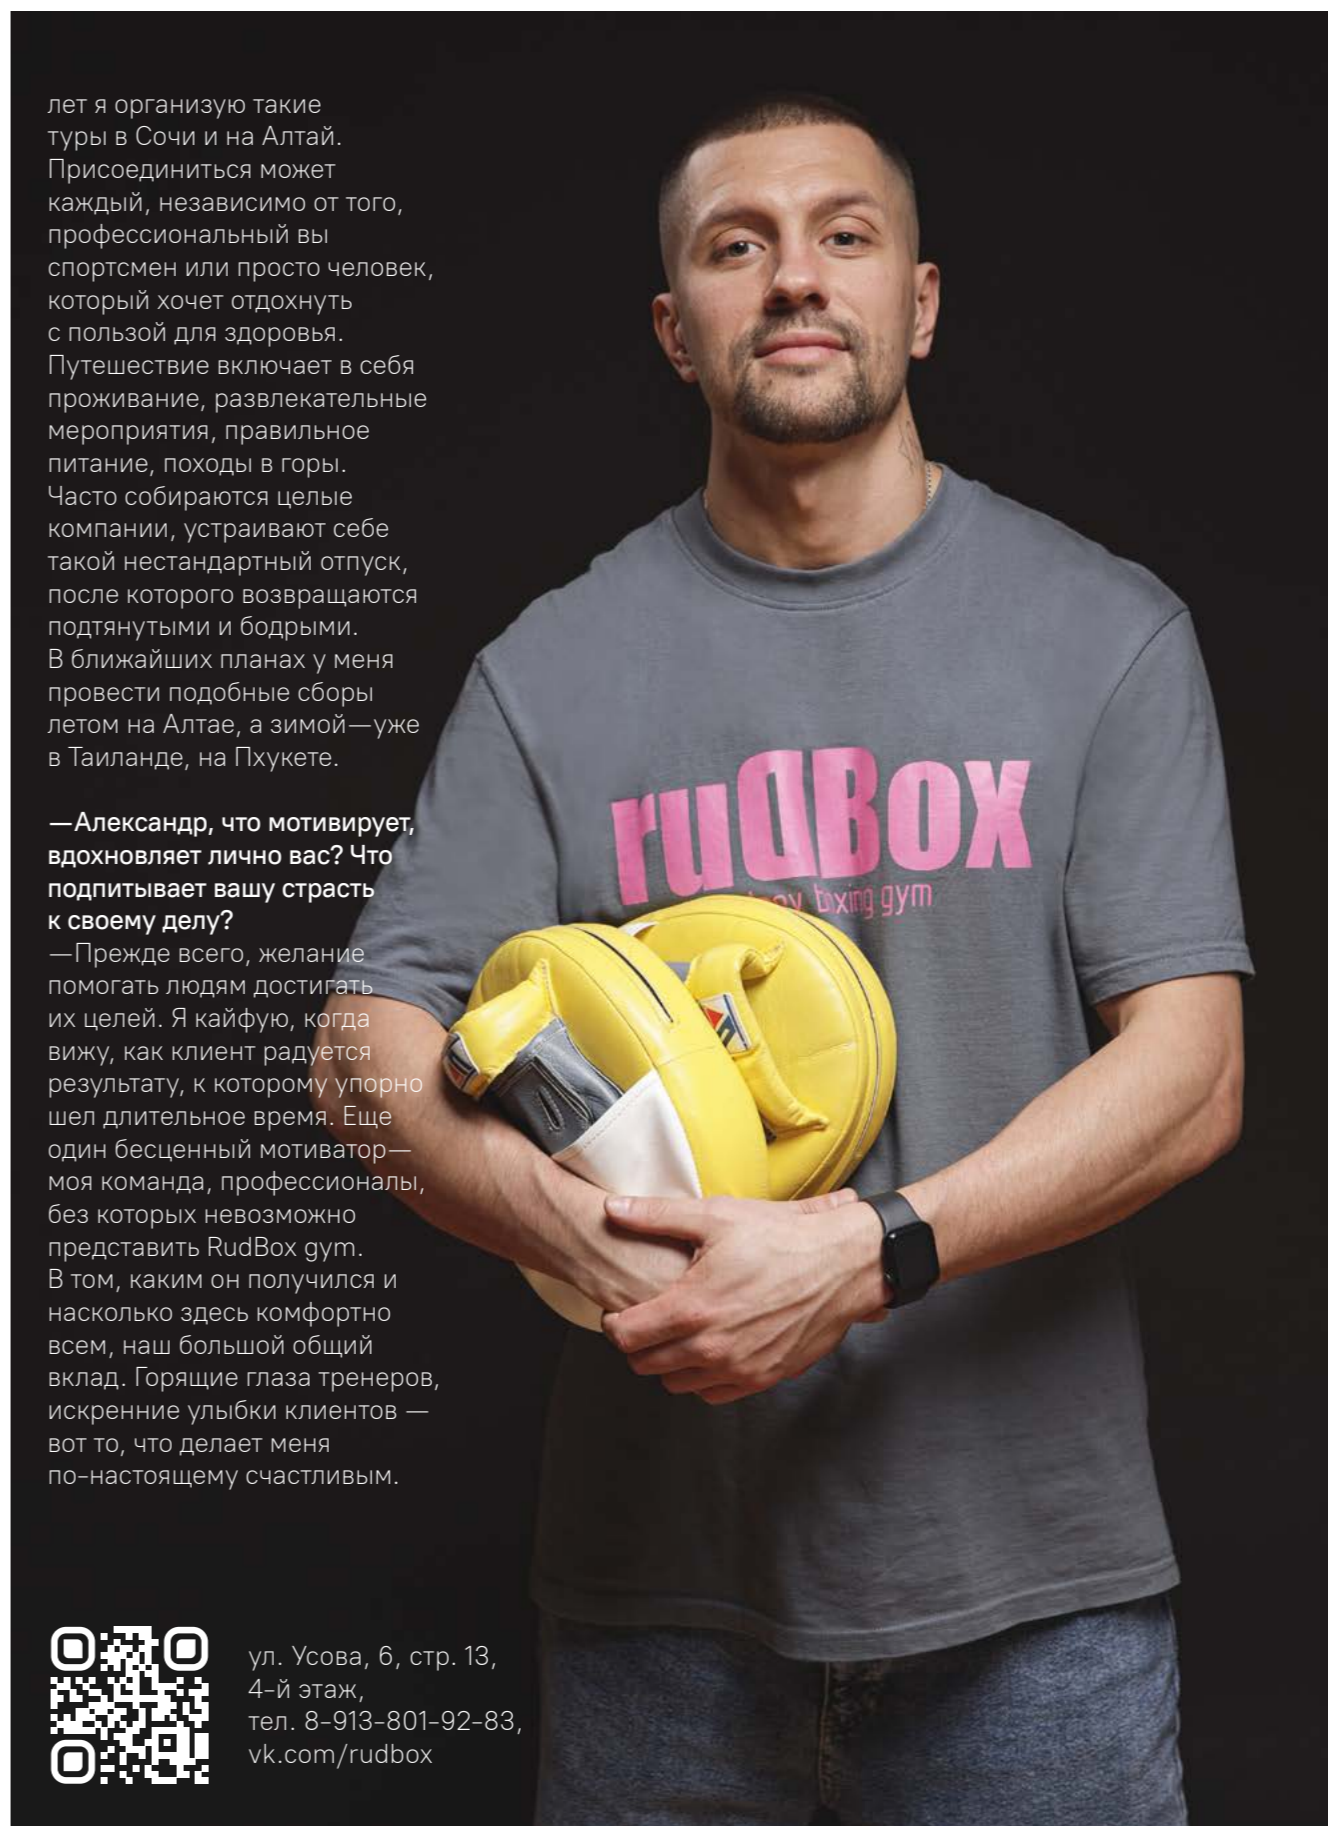 лет я организую такие
туры в Сочи и на Алтай.
Присоединиться может
каждый, независимо от того,
профессиональный вы
спортсмен или просто человек,
который хочет отдохнуть
с пользой для здоровья.
Путешествие включает в себя
проживание, развлекательные
мероприятия, правильное
питание, походы в горы.
Часто собираются целые
компании, устраивают себе
такой нестандартный отпуск,
после которого возвращаются
подтянутыми и бодрыми.
В ближайших планах у меня
провести подобные сборы
летом на Алтае, а зимой—уже
в Таиланде, на Пхукете.
—Александр, что мотивирует,
вдохновляет лично вас? Что
подпитывает вашу страсть
к своему делу?
—Прежде всего, желание
помогать людям достигать
их целей. Я кайфую, когда
вижу, как клиент радуется
результату, к которому упорно
шел длительное время. Еще
один бесценный мотиватор—
моя команда, профессионалы,
без которых невозможно
представить RudBox gym.
В том, каким он получился и
насколько здесь комфортно
всем, наш большой общий
вклад. Горящие глаза тренеров,
искренние улыбки клиентов —
вот то, что делает меня
по-настоящему счастливым.
ул. Усова, 6, стр. 13,
4-й этаж,
тел. 8-913-801-92-83,
vk.com/rudbox
rudBox
boxing gym